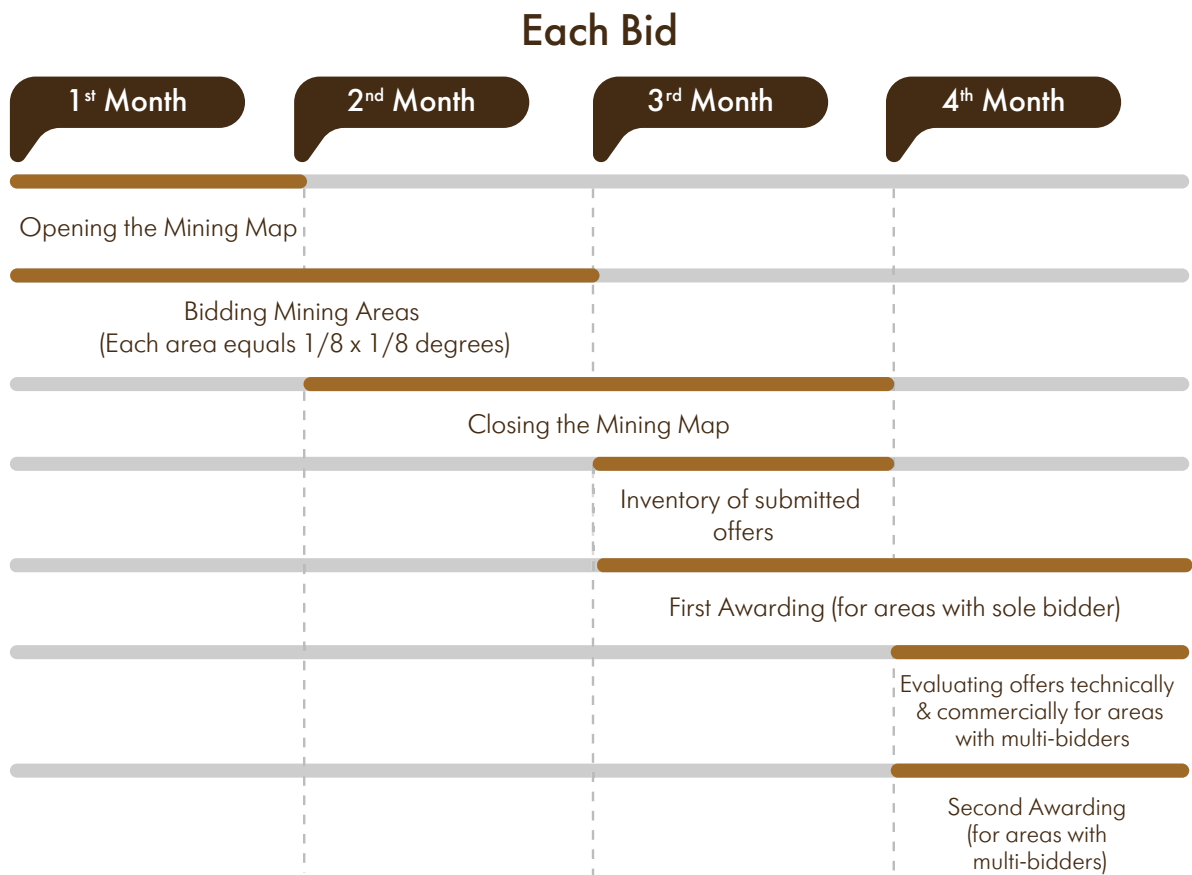 Each Bid
1st Month
2nd Month
3rd Month
4th Month
Opening the Mining Map
Bidding Mining Areas
(Each area equals 1/8 x 1/8 degrees)
Closing the Mining Map
Inventory of submitted
offers
First Awarding (for areas with sole bidder)
Evaluating offers technically
& commercially for areas
with multi-bidders
Second Awarding
(for areas with
multi-bidders)